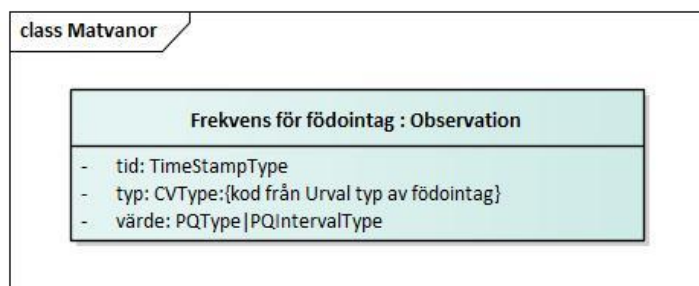 class Matvanor
Frekvens för födointag : Observation
- tid: TimeStampType
- typ: CVType:{kod från Urval typ av födointag}
- värde: PQType|PQIntervalType